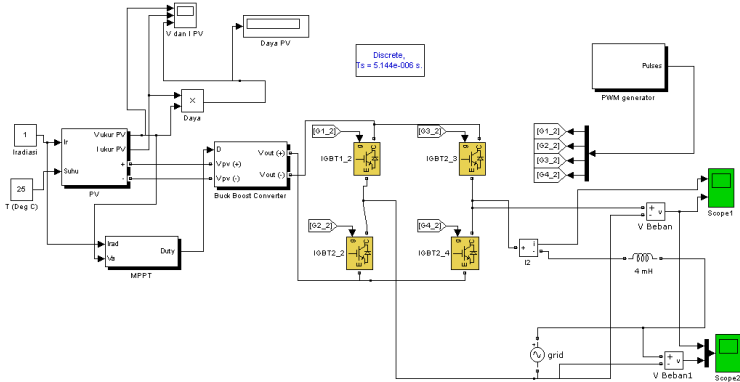 V dan I PV
Daya PV
Discrete,
Ts = 5.144e-006 s.
Pulses
PWM generator
×
Daya
1
Iradiasi
25
T (Deg C)
Ir
Suhu
V ukur PV
I ukur PV
+
-
PV
D
Vpv (+)
Vpv (-)
Vout (+)
Vout (-)
Buck Boost Converter
Irad
Va
Duty
MPPT
[G1_2]
g
C
E
IGBT1_2
[G3_2]
g
C
E
IGBT2_3
[G2_2]
g
C
E
IGBT2_2
[G4_2]
g
C
E
IGBT2_4
[G1_2]
[G2_2]
[G3_2]
[G4_2]
Scope1
+
-
v
V Beban
+
i
-
I2
4 mH
+
grid
+
-
v
V Beban1
Scope2